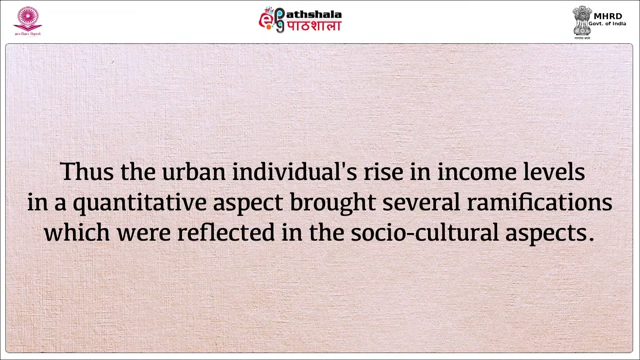 ePathshala
पाठशाला
MHRD
Govt. of India
Thus the urban individual's rise in income levels
in a quantitative aspect brought several ramifications
which were reflected in the socio-cultural aspects.